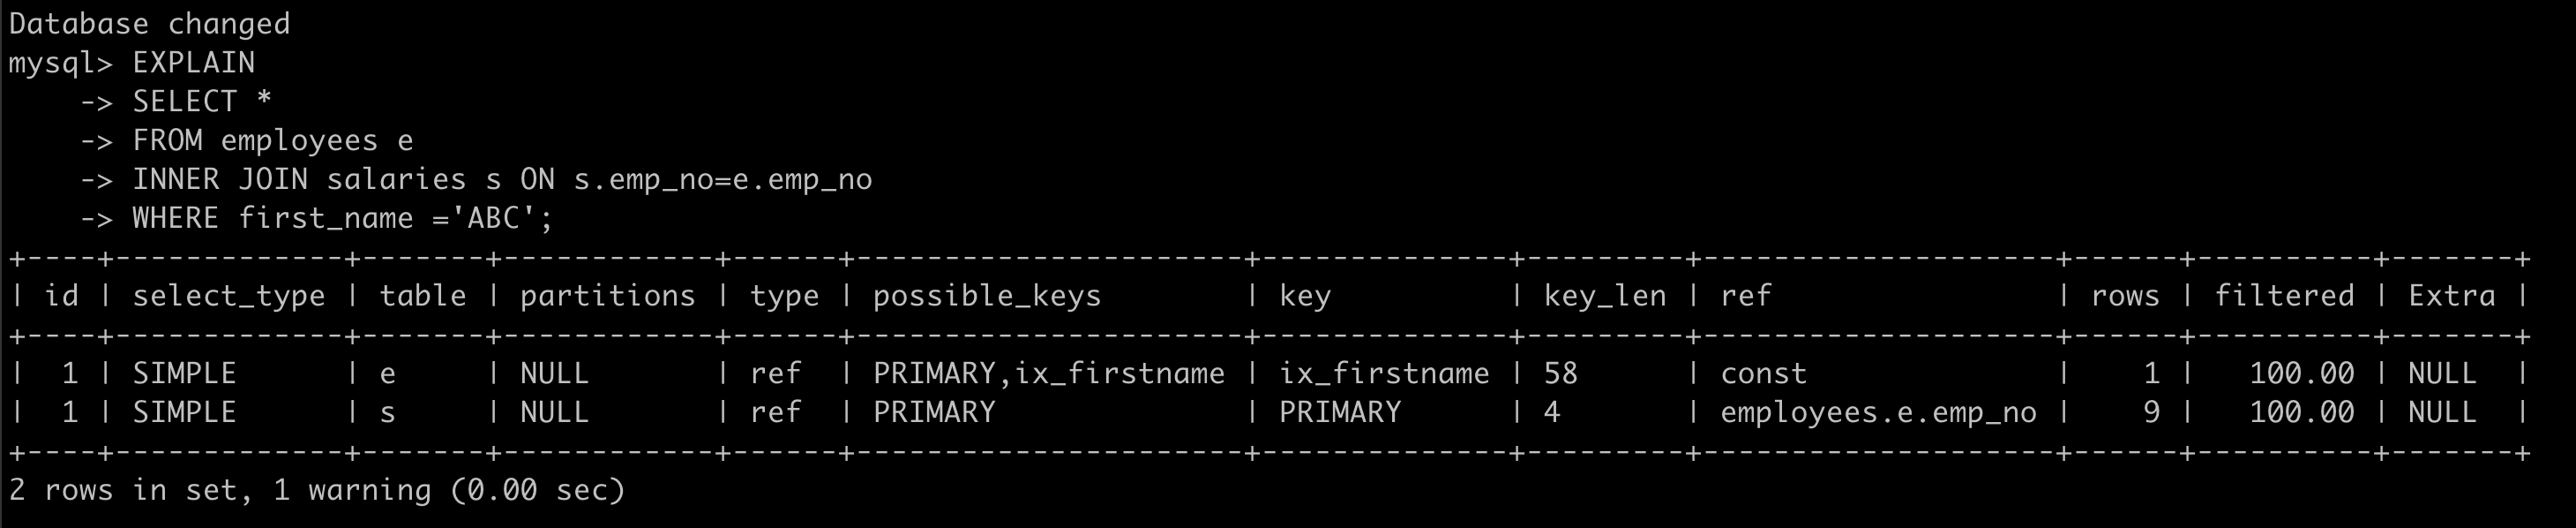 Database changed
mysql> EXPLAIN
    -> SELECT *
    -> FROM employees e
    -> INNER JOIN salaries s ON s.emp_no=e.emp_no
    -> WHERE first_name ='ABC';
+----+-------------+-------+------------+------+----------------------+--------------+---------+--------------------+------+----------+-------+
| id | select_type | table | partitions | type | possible_keys        | key          | key_len | ref                | rows | filtered | Extra |
+----+-------------+-------+------------+------+----------------------+--------------+---------+--------------------+------+----------+-------+
|  1 | SIMPLE      | e     | NULL       | ref  | PRIMARY,ix_firstname | ix_firstname | 58      | const              |    1 |   100.00 | NULL  |
|  1 | SIMPLE      | s     | NULL       | ref  | PRIMARY              | PRIMARY      | 4       | employees.e.emp_no |    9 |   100.00 | NULL  |
+----+-------------+-------+------------+------+----------------------+--------------+---------+--------------------+------+----------+-------+
2 rows in set, 1 warning (0.00 sec)